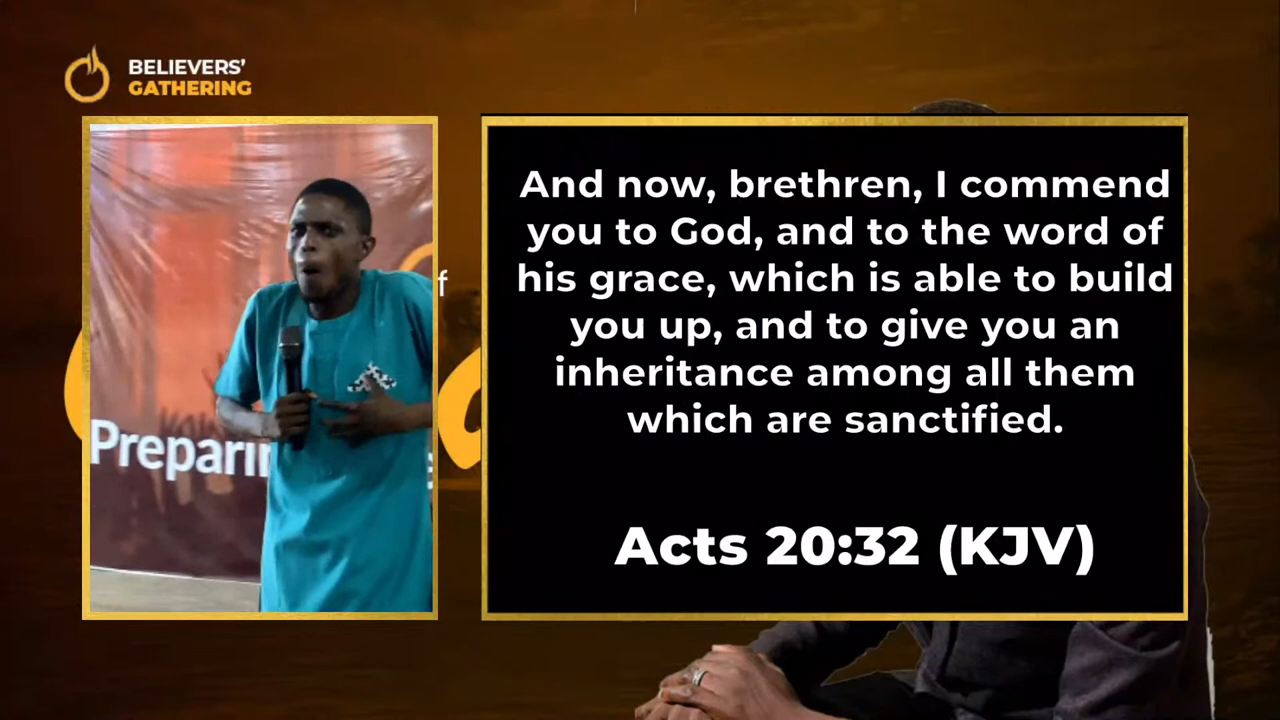 BELIEVERS'
GATHERING
And now, brethren, I commend
you to God, and to the word of
his grace, which is able to build
you up, and to give you an
inheritance among all them
which are sanctified.
Acts 20:32 (KJV)
f